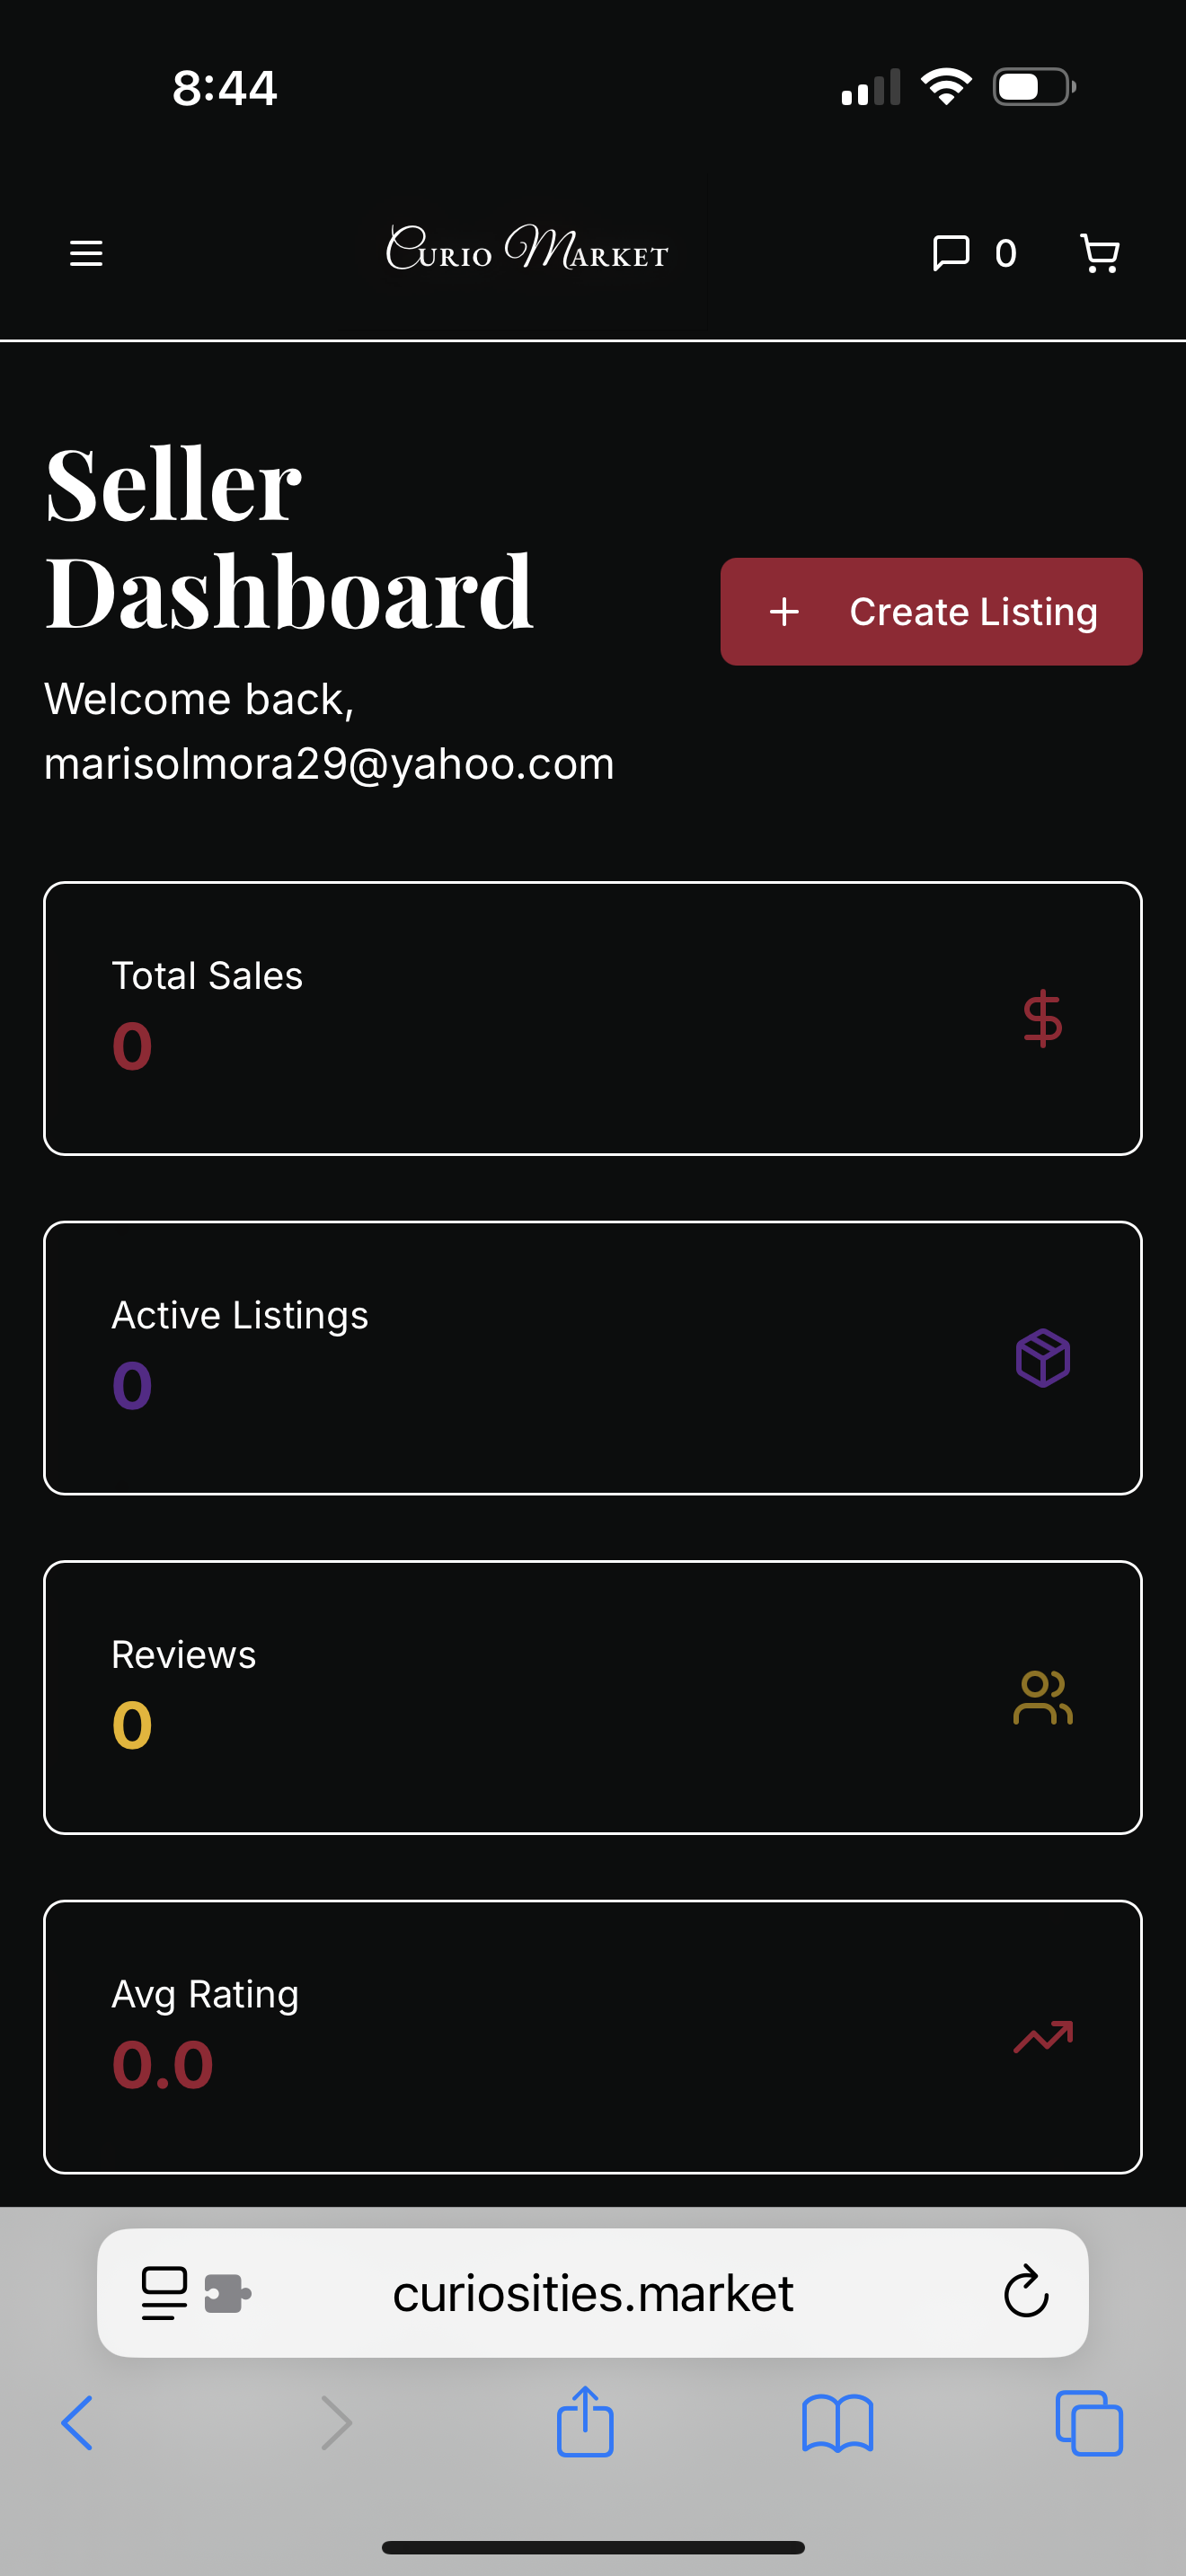 8:44
Curio Market
0
Seller
Dashboard
Create Listing
Welcome back,
marisolmora29@yahoo.com
Total Sales
0
Active Listings
0
Reviews
0
Avg Rating
0.0
curiosities.market